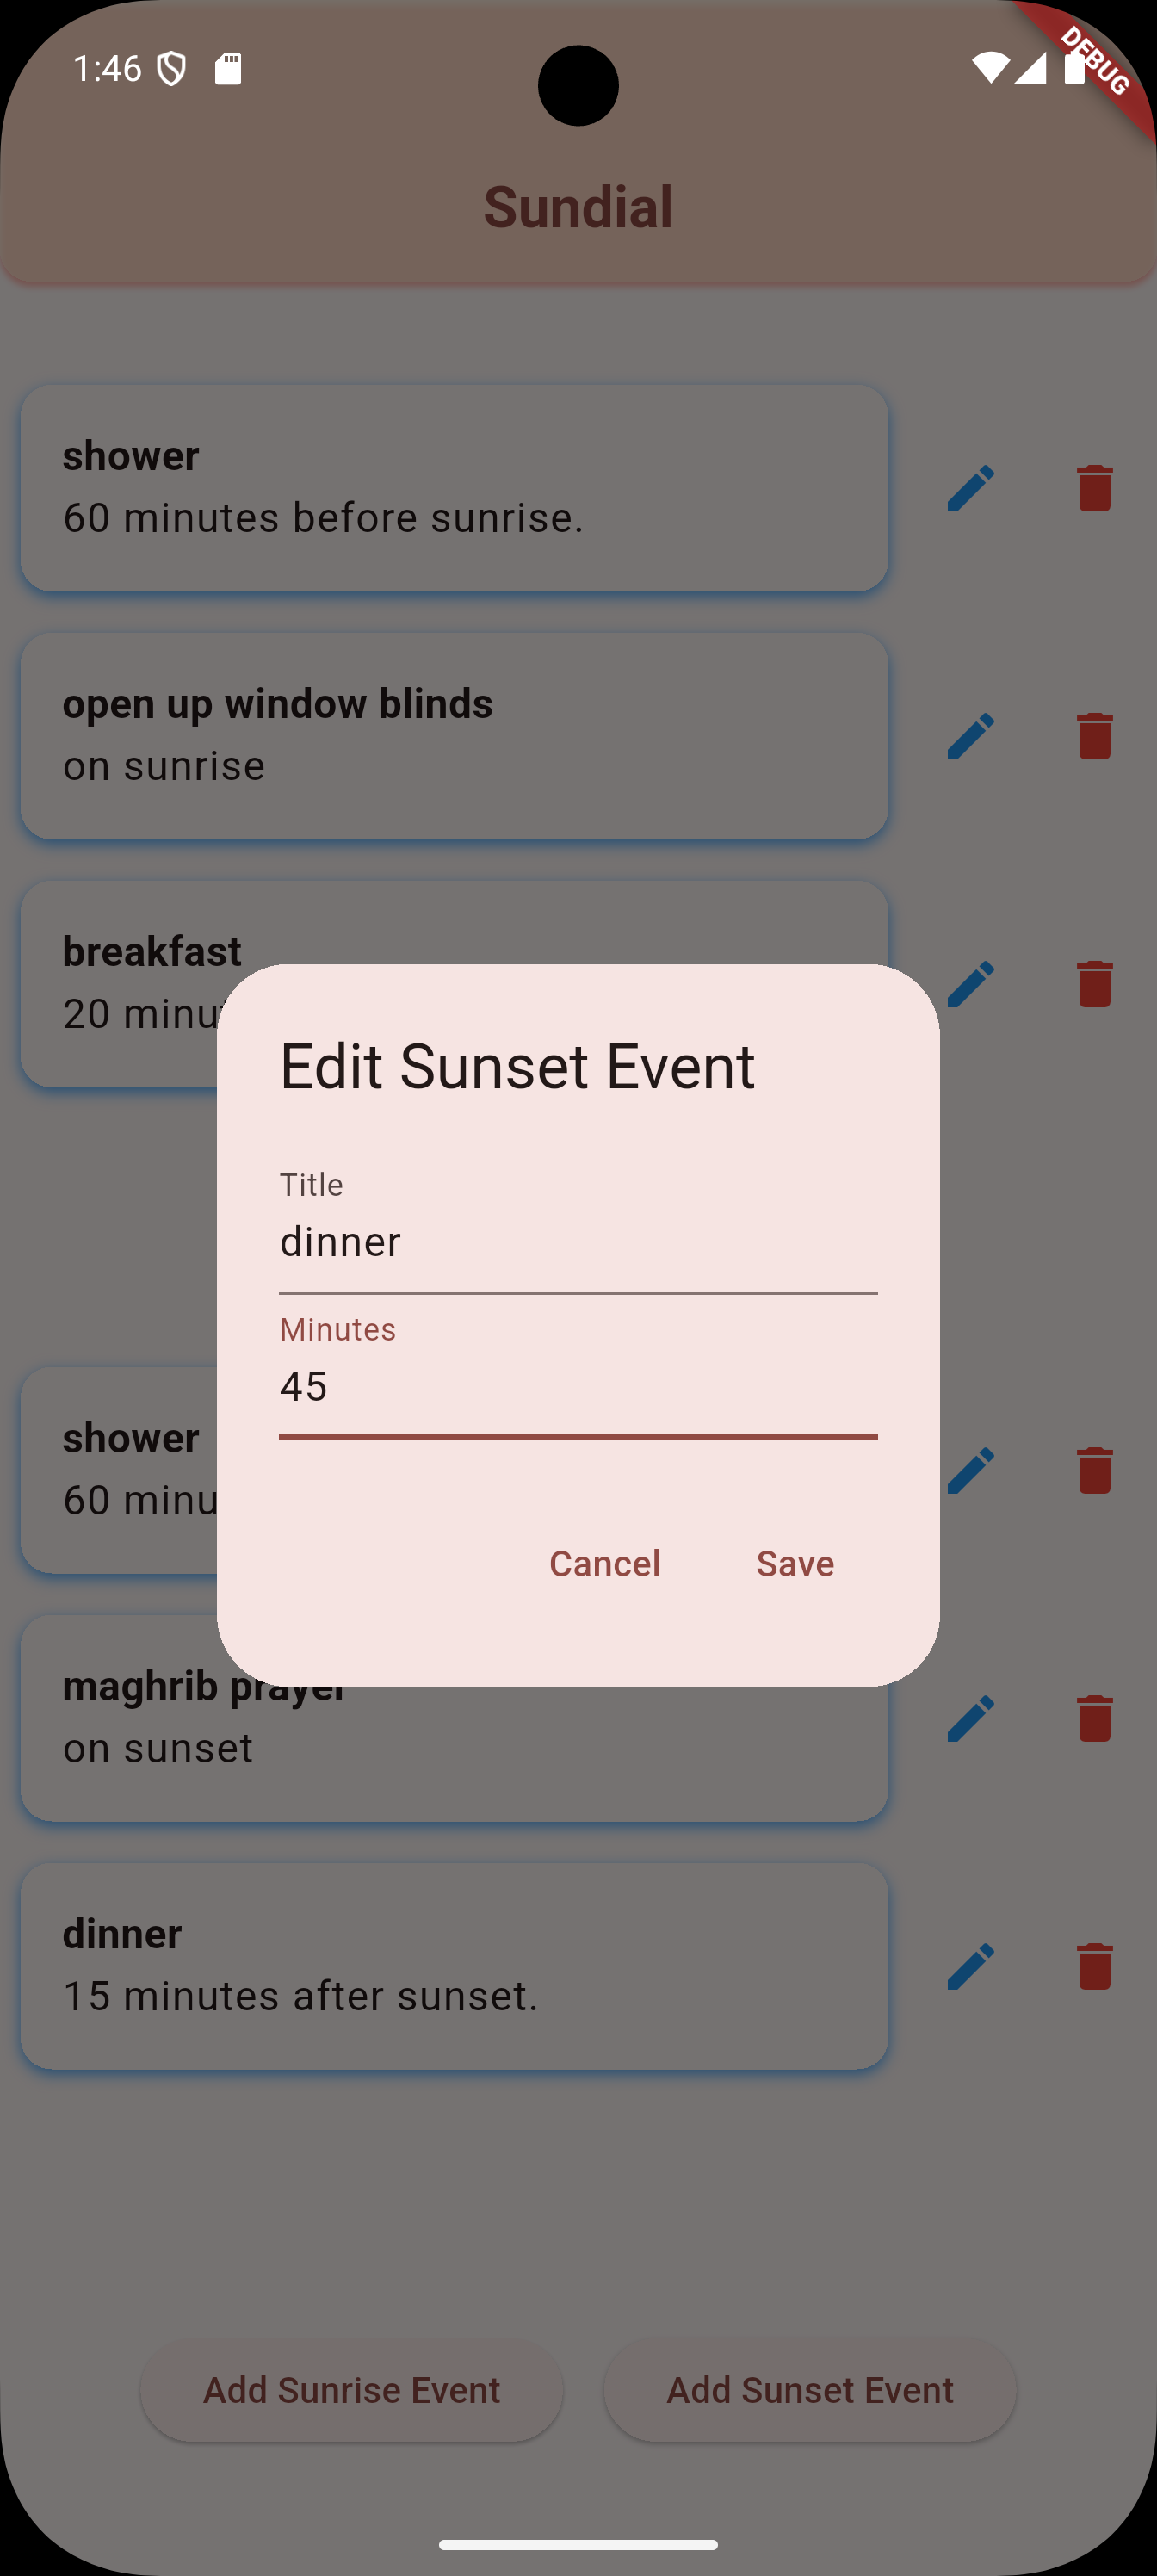 1:46
DEBUG
Sundial
shower
60 minutes before sunrise.
open up window blinds
on sunrise
breakfast
20 minu
Edit Sunset Event
Title
dinner
Minutes
45
Cancel
Save
shower
60 minu
maghrib prayer
on sunset
dinner
15 minutes after sunset.
Add Sunrise Event
Add Sunset Event